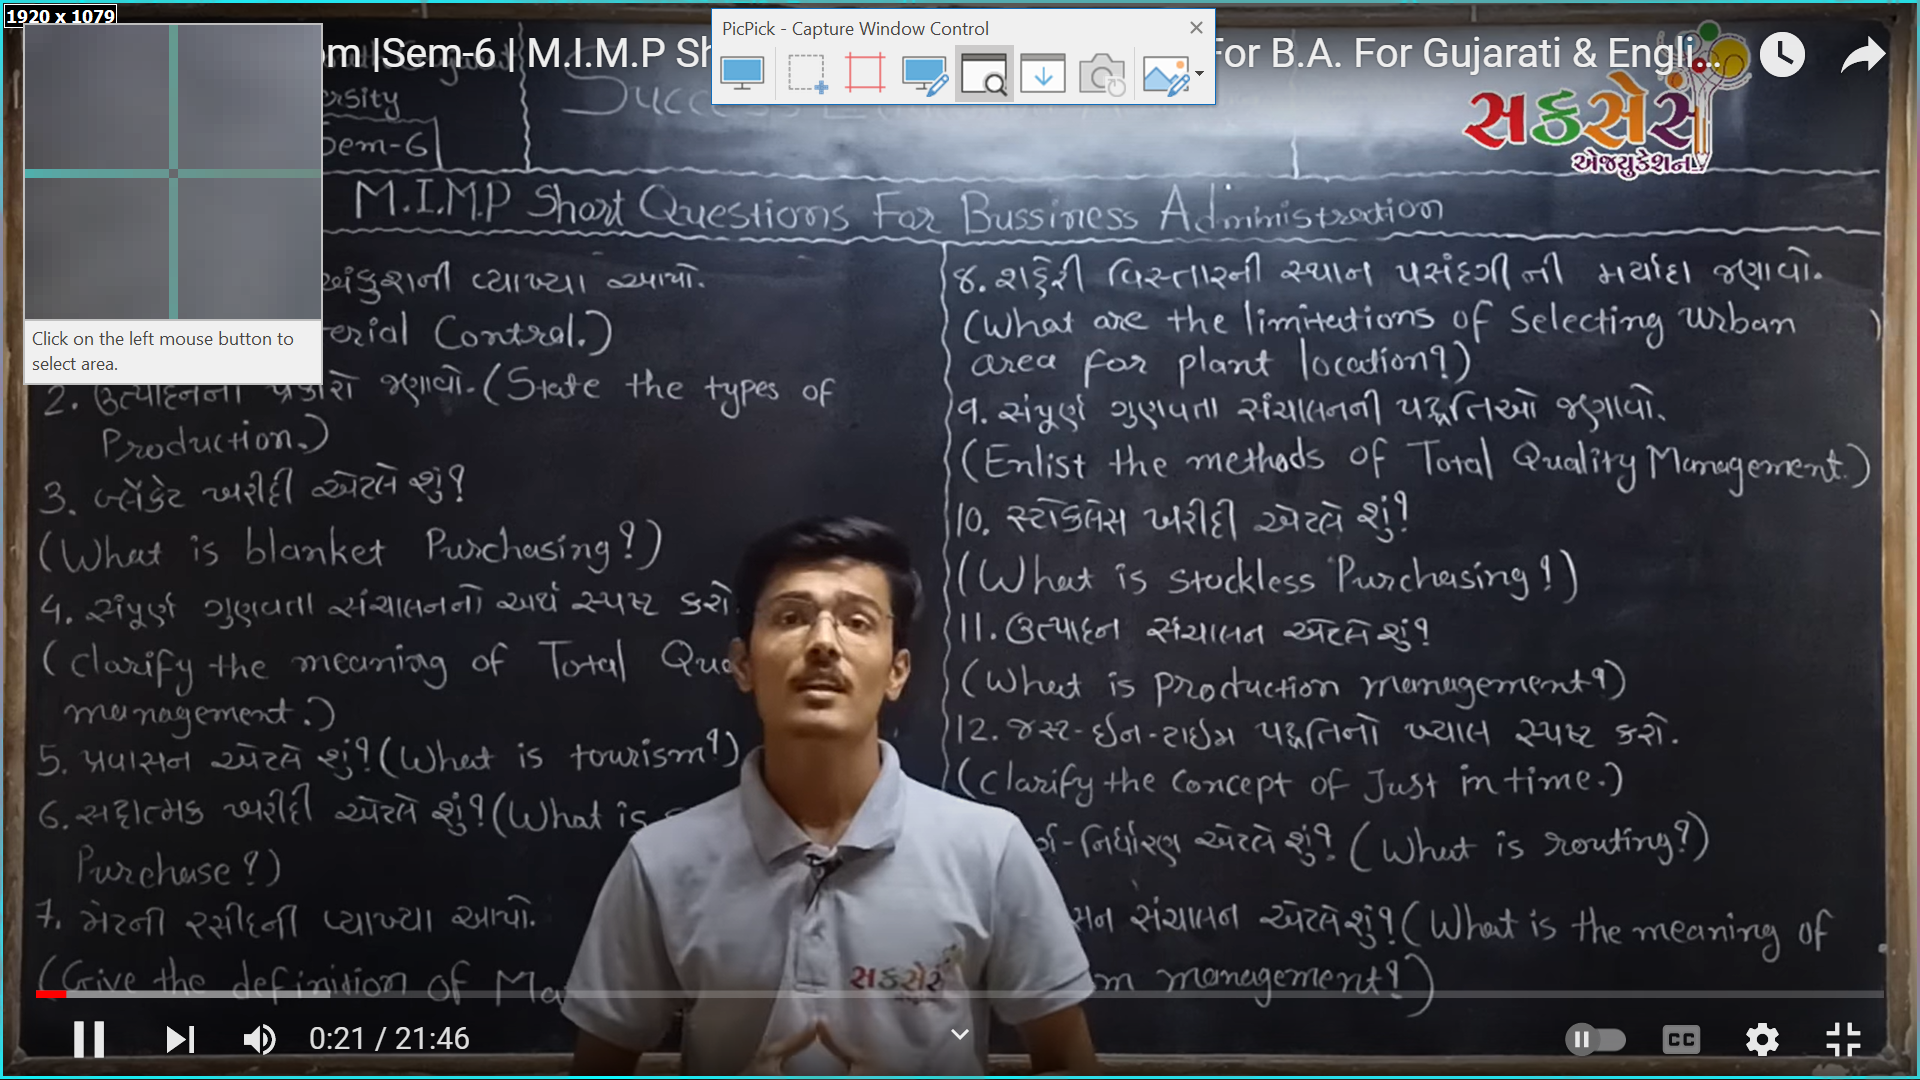 1920 x 1079
PicPick - Capture Window Control
om |Sem-6 | M.I.M.P Sh
For B.A. For Gujarati & Engli...
સકસેસ
એજ્યુકેશન
ersity
Sem-6
Click on the left mouse button to
select area.
M.I.M.P Short Questions For Bussiness Administration
અંકુશની વ્યાખ્યા આપો.
erial Control.)
2. ઉત્પાદનના પ્રકારો જણાવો. (State the types of
Production.)
3. બ્લેંકેટ ખરીદી એટલે શું?
(What is blanket Purchasing?)
4. સંપૂર્ણ ગુણવતા સંચાલનનો અર્થ સ્પષ્ટ કરો
(clarify the meaning of Total Qua
management.)
5. પ્રવાસન એટલે શું? (What is tourism?)
6. સટ્ટાત્મક ખરીદી એટલે શું? (What is
Purchase?)
7. મેટની રસીદની વ્યાખ્યા આપો.
(Give the definition of Ma
૪. શહેરી વિસ્તારની સ્થાન પસંદગી ની મર્યાદા જણાવો.
(What are the limitations of Selecting Urban
area for plant location?)
9. સંપૂર્ણ ગુણવતા સંચાલનની પદ્ધતિઓ જણાવો.
(Enlist the methods of Total Quality Management.)
10. સ્ટોકલેસ ખરીદી એટલે શું?
(What is stockless Purchasing?)
11. ઉત્પાદન સંચાલન એટલે શું?
(What is production management?)
12. જસ્ટ-ઈન-ટાઇમ પદ્ધતિનો ખ્યાલ સ્પષ્ટ કરો.
(clarify the concept of Just in time.)
ર્ગ-નિર્ધારણ એટલે શું? (What is routing?)
સન સંચાલન એટલે શું? (What is the meaning of
m management?)
સકસેસ
0:21 / 21:46
CC